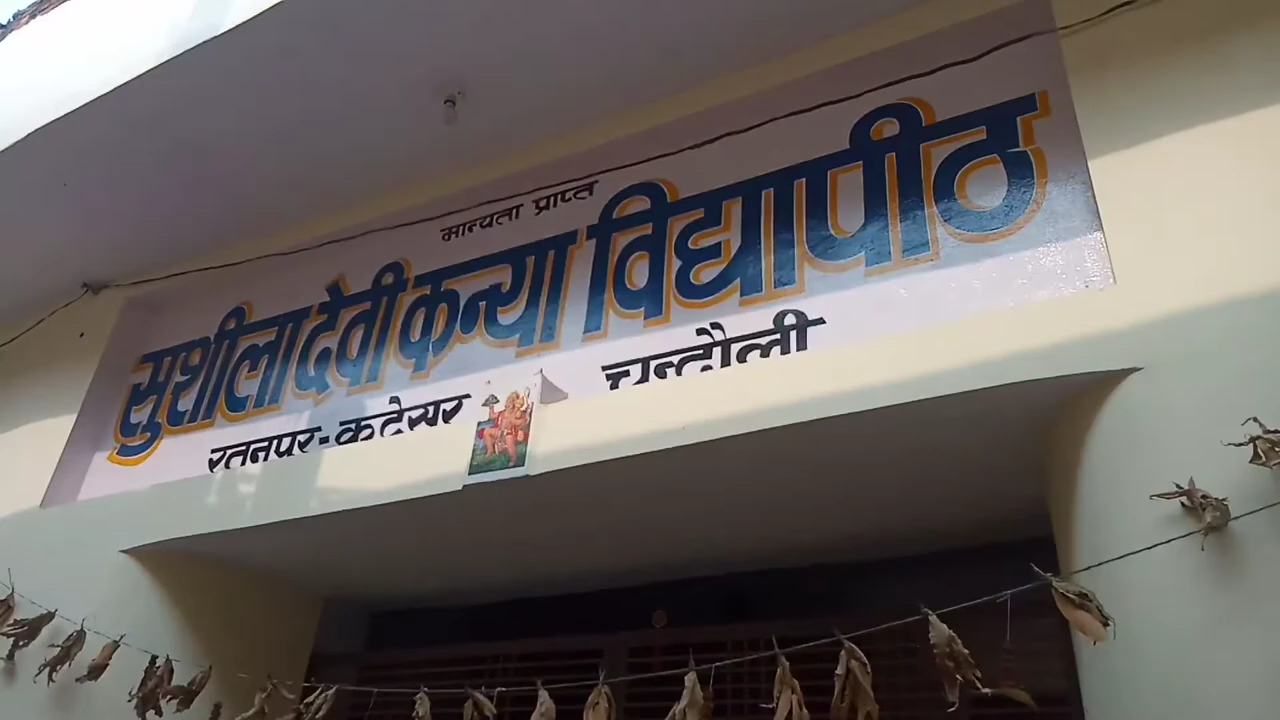 मान्यता प्राप्त
सुशीला देवी कन्या विद्यापीठ
रतनपुर-कटेसर चन्दौली